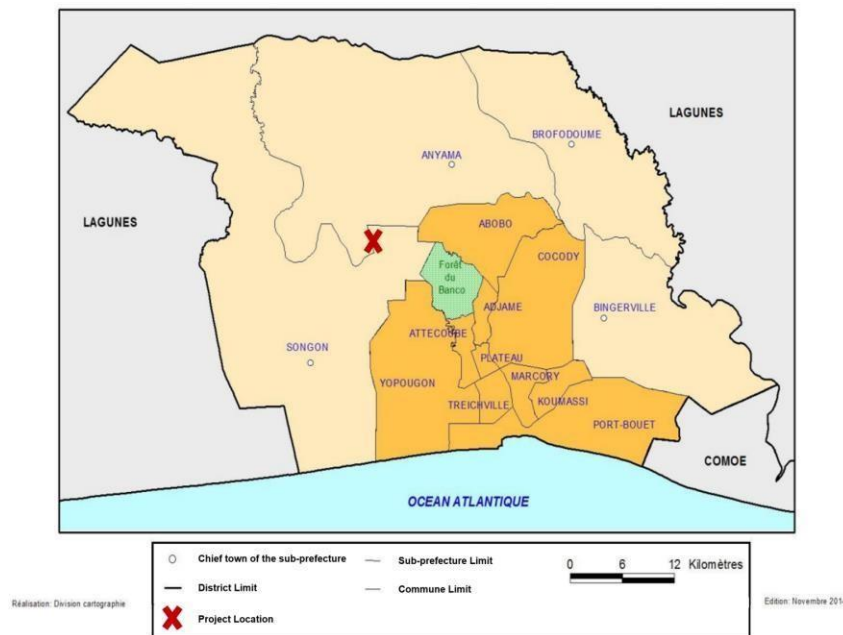 LAGUNES
BROFODOUME
ANYAMA
LAGUNES
ABOBO
COCODY
Forêt
du
Banco
ADJAME
BINGERVILLE
ATTECOUBE
SONGON
PLATEAU
YOPOUGON
MARCORY
TREICHVILLE
KOUMASSI
PORT-BOUET
COMOE
OCEAN ATLANTIQUE
Chief town of the sub-prefecture
Sub-prefecture Limit
0 6 12 Kilomètres
District Limit
Commune Limit
Project Location
Réalisation: Division cartographie
Edition: Novembre